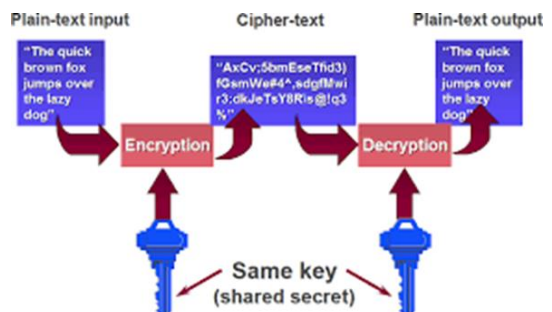 Plain-text input
Cipher-text
Plain-text output
"The quick
brown fox
jumps over
the lazy
dog"
"AxCv;5bmEseTfid3)
fGsmWe#4^,sdgfMwi
r3:dkJeTsY8Ris@!q3
%"
"The quick
brown fox
jumps over
the lazy
dog"
Encryption
Decryption
Same key
(shared secret)